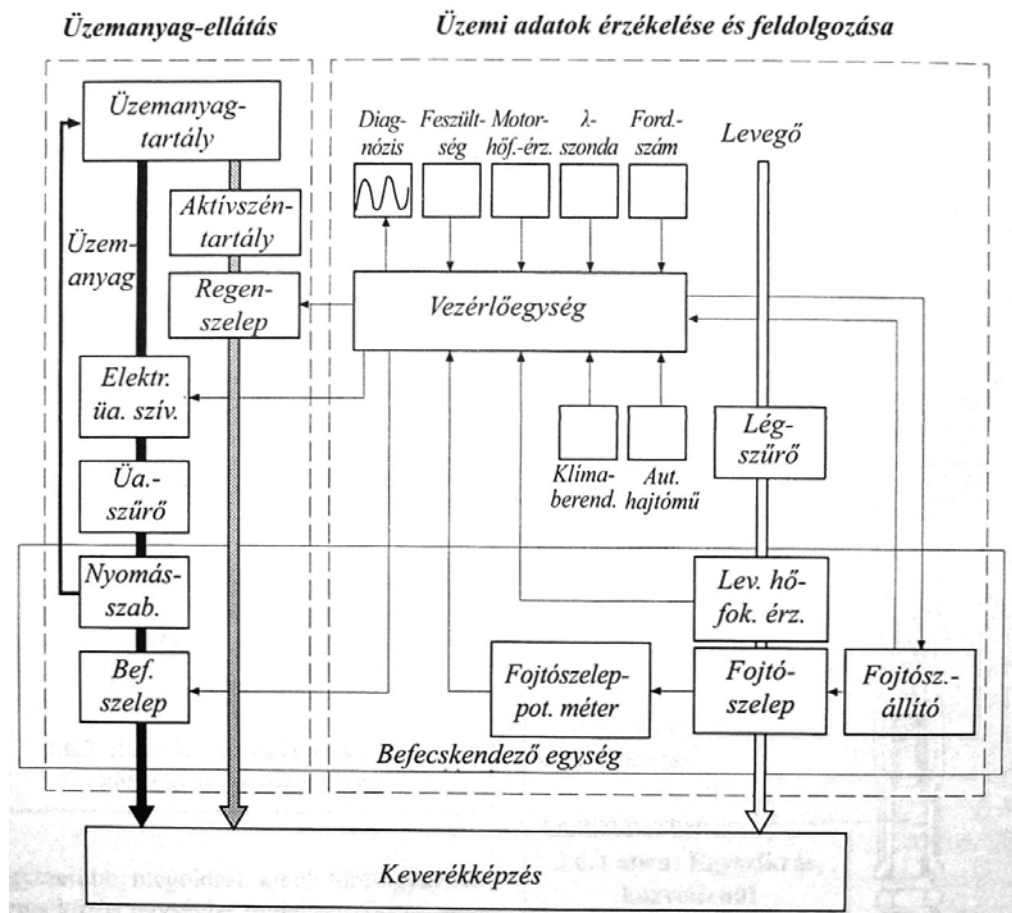 Üzemanyag-ellátás
Üzemi adatok érzékelése és feldolgozása
Üzemanyag-
tartály
Aktívszén-
tartály
Üzem-
anyag
Regen-
szelep
Elektr.
üa. szív.
Üa.-
szűrő
Nyomás-
szab.
Bef.
szelep
Diag-
nózis
Feszült-
ség
Motor-
hőf.-érz.
λ-
szonda
Ford.-
szám
Levegő
Vezérlőegység
Klíma-
berend.
Aut.
hajtómű
Lég-
szűrő
Lev. hő-
fok. érz.
Fojtószelep-
pot. méter
Fojtó-
szelep
Fojtósz.-
állító
Befecskendező egység
Keverékképzés